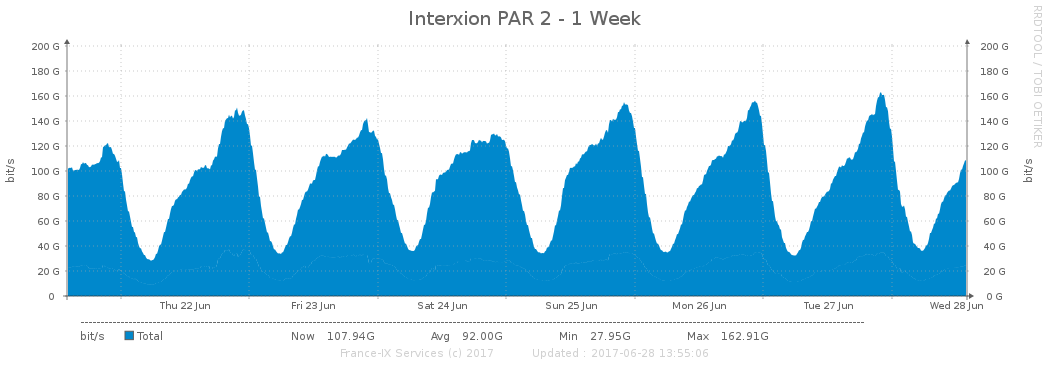 Interxion PAR 2 - 1 Week
RRDTOOL / TOBI OETIKER
bit/s
200 G
180 G
160 G
140 G
120 G
100 G
80 G
60 G
40 G
20 G
0
200 G
180 G
160 G
140 G
120 G
100 G
80 G
60 G
40 G
20 G
0 G
bit/s
Thu 22 Jun Fri 23 Jun Sat 24 Jun Sun 25 Jun Mon 26 Jun Tue 27 Jun Wed 28 Jun
bit/s Total Now 107.94G Avg 92.00G Min 27.95G Max 162.91G
France-IX Services (c) 2017 Updated : 2017-06-28 13:55:06